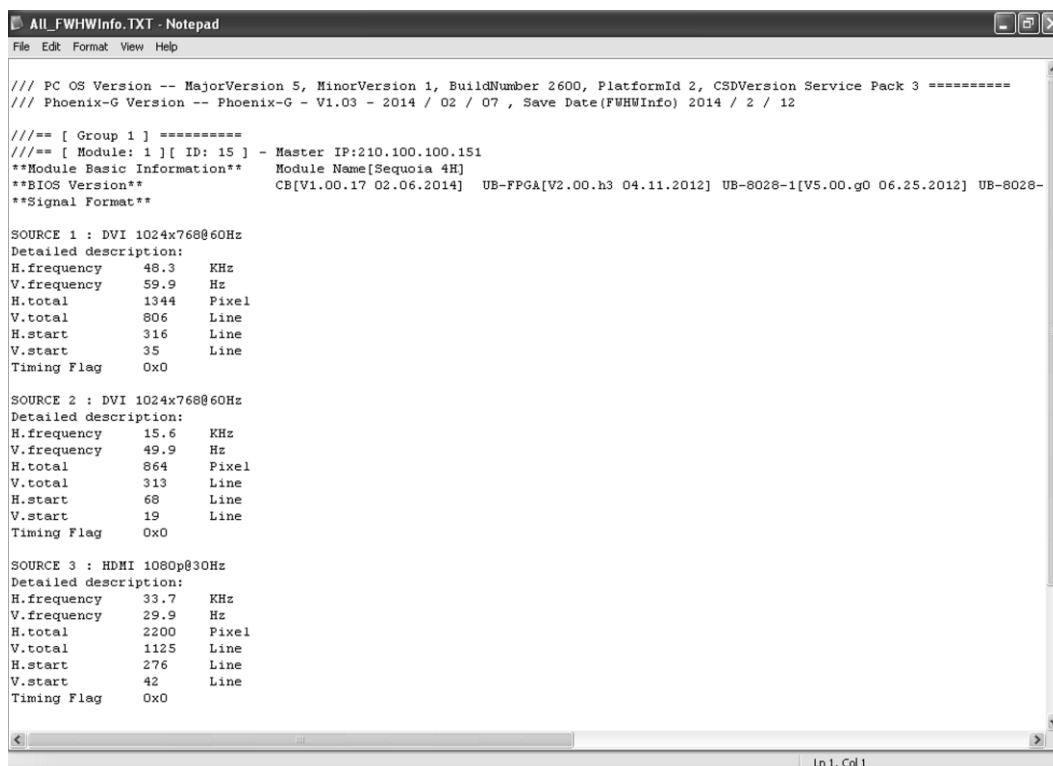 All_FWHWInfo.TXT - Notepad
File Edit Format View Help
/// PC OS Version -- MajorVersion 5, MinorVersion 1, BuildNumber 2600, PlatformId 2, CSDVersion Service Pack 3 ==========
/// Phoenix-G Version -- Phoenix-G - V1.03 - 2014 / 02 / 07 , Save Date(FWHWInfo) 2014 / 2 / 12
///== [ Group 1 ] ==========
///== [ Module: 1 ][ ID: 15 ] - Master IP:210.100.100.151
**Module Basic Information** Module Name[Sequoia 4H]
**BIOS Version** CB[V1.00.17 02.06.2014] UB-FPGA[V2.00.h3 04.11.2012] UB-8028-1[V5.00.g0 06.25.2012] UB-8028-
**Signal Format**
SOURCE 1 : DVI 1024x768@60Hz
Detailed description:
H.frequency 48.3 KHz
V.frequency 59.9 Hz
H.total 1344 Pixel
V.total 806 Line
H.start 316 Line
V.start 35 Line
Timing Flag 0x0
SOURCE 2 : DVI 1024x768@60Hz
Detailed description:
H.frequency 15.6 KHz
V.frequency 49.9 Hz
H.total 864 Pixel
V.total 313 Line
H.start 68 Line
V.start 19 Line
Timing Flag 0x0
SOURCE 3 : HDMI 1080p@30Hz
Detailed description:
H.frequency 33.7 KHz
V.frequency 29.9 Hz
H.total 2200 Pixel
V.total 1125 Line
H.start 276 Line
V.start 42 Line
Timing Flag 0x0
Ln 1, Col 1